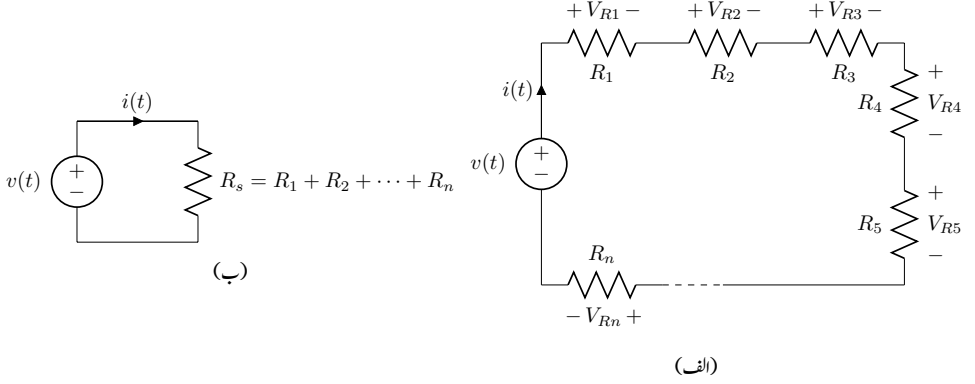 + V_{R1} −
+ V_{R2} −
+ V_{R3} −
R_1
R_2
R_3
i(t)
v(t)
+
−
+
R_4
V_{R4}
−
+
R_5
V_{R5}
−
R_n
− V_{Rn} +
(الف)
i(t)
v(t)
+
−
R_s = R_1 + R_2 + ⋯ + R_n
(ب)